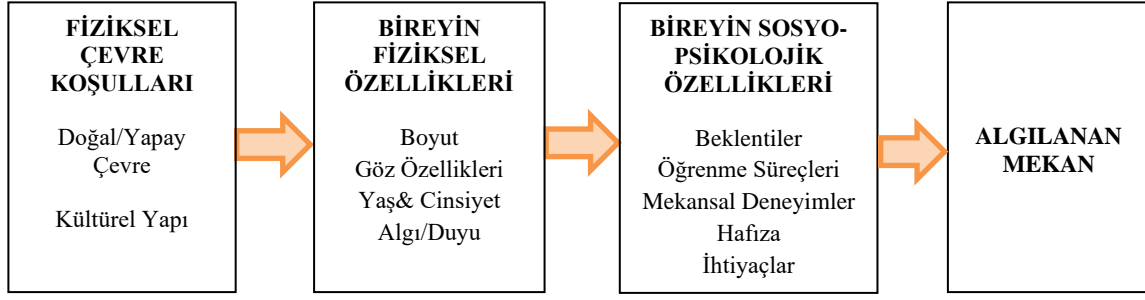 FİZİKSEL
ÇEVRE
KOŞULLARI
Doğal/Yapay
Çevre
Kültürel Yapı
BİREYİN
FİZİKSEL
ÖZELLİKLERİ
Boyut
Göz Özellikleri
Yaş& Cinsiyet
Algı/Duyu
BİREYİN SOSYO-
PSİKOLOJİK
ÖZELLİKLERİ
Beklentiler
Öğrenme Süreçleri
Mekansal Deneyimler
Hafıza
İhtiyaçlar
ALGILANAN
MEKAN